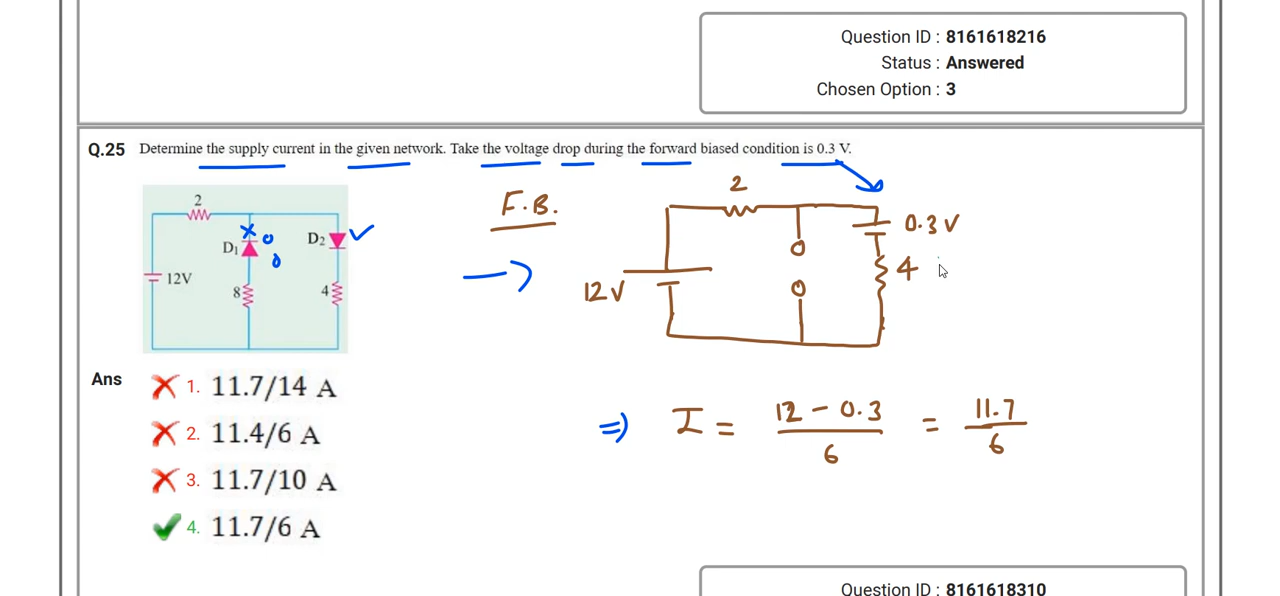 Question ID : 8161618216
Status : Answered
Chosen Option : 3
Q.25 Determine the supply current in the given network. Take the voltage drop during the forward biased condition is 0.3 V.
2
D1
D2
12V
8
4
F.B.
2
0.3 V
4
12V
Ans
1. 11.7/14 A
2. 11.4/6 A
3. 11.7/10 A
4. 11.7/6 A
⇒ I = 12 - 0.3 / 6 = 11.7 / 6
Question ID : 8161618310